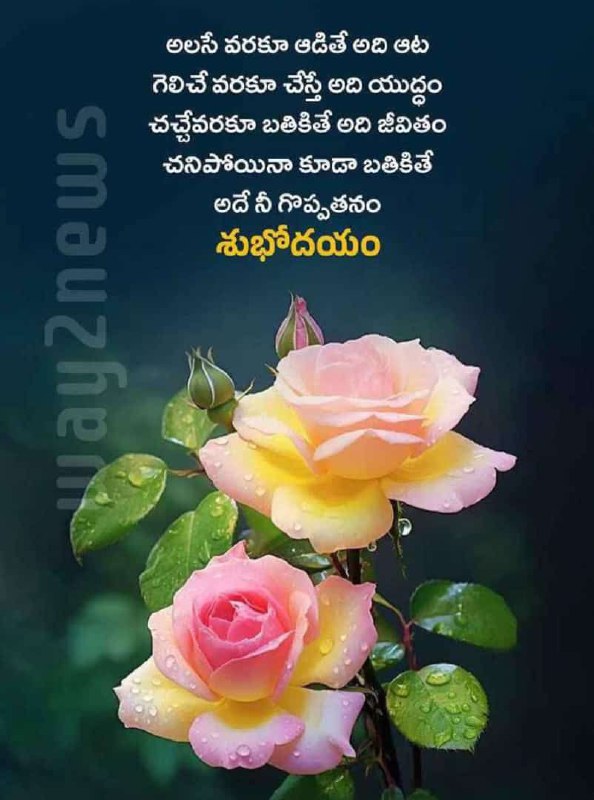 అలసే వరకూ ఆడితే అది ఆట
గెలిచే వరకూ చేస్తే అది యుద్ధం
చచ్చేవరకూ బతికితే అది జీవితం
చనిపోయినా కూడా బతికితే
అదే నీ గొప్పతనం
శుభోదయం
way2news